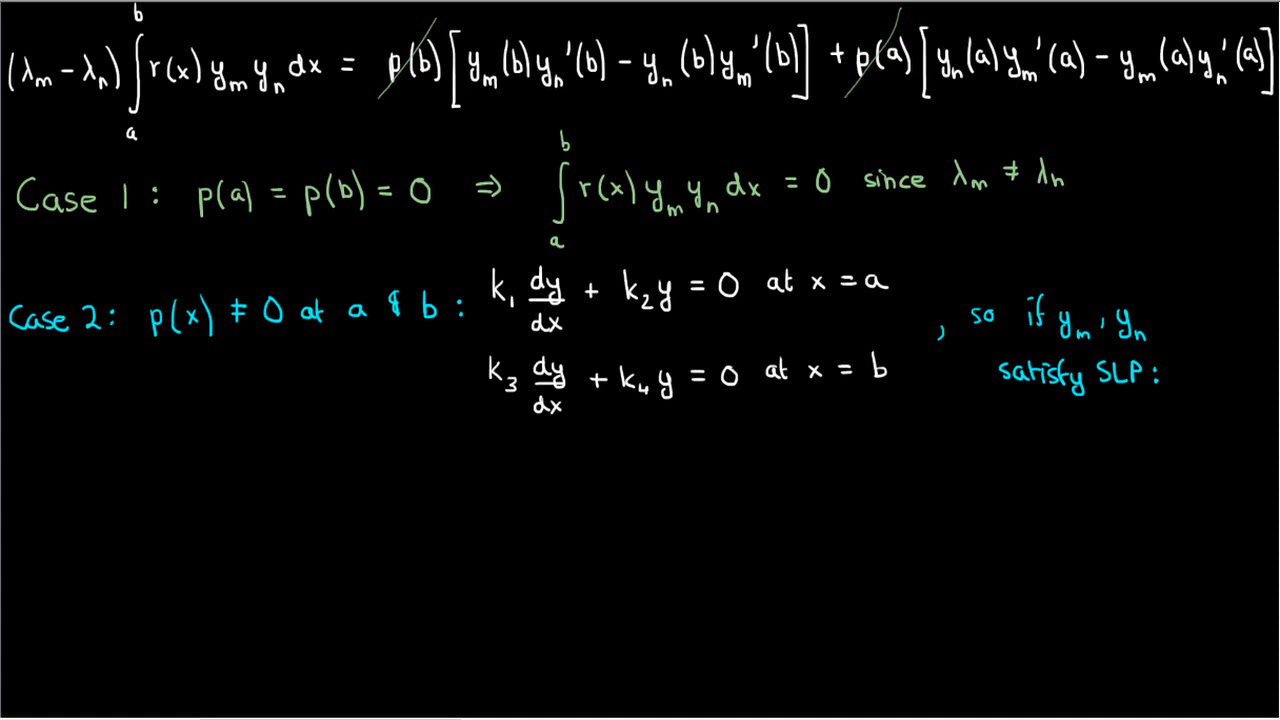 (λₘ − λₙ) ∫ₐᵇ r(x) yₘ yₙ dx = p(b) [yₘ(b) yₙ'(b) − yₙ(b) yₘ'(b)] + p(a) [yₙ(a) yₘ'(a) − yₘ(a) yₙ'(a)]
Case 1 : p(a) = p(b) = 0 ⇒ ∫ₐᵇ r(x) yₘ yₙ dx = 0 since λₘ ≠ λₙ
Case 2: p(x) ≠ 0 at a & b : k₁ dy/dx + k₂y = 0 at x = a , so if yₘ, yₙ
k₃ dy/dx + k₄y = 0 at x = b satisfy SLP: